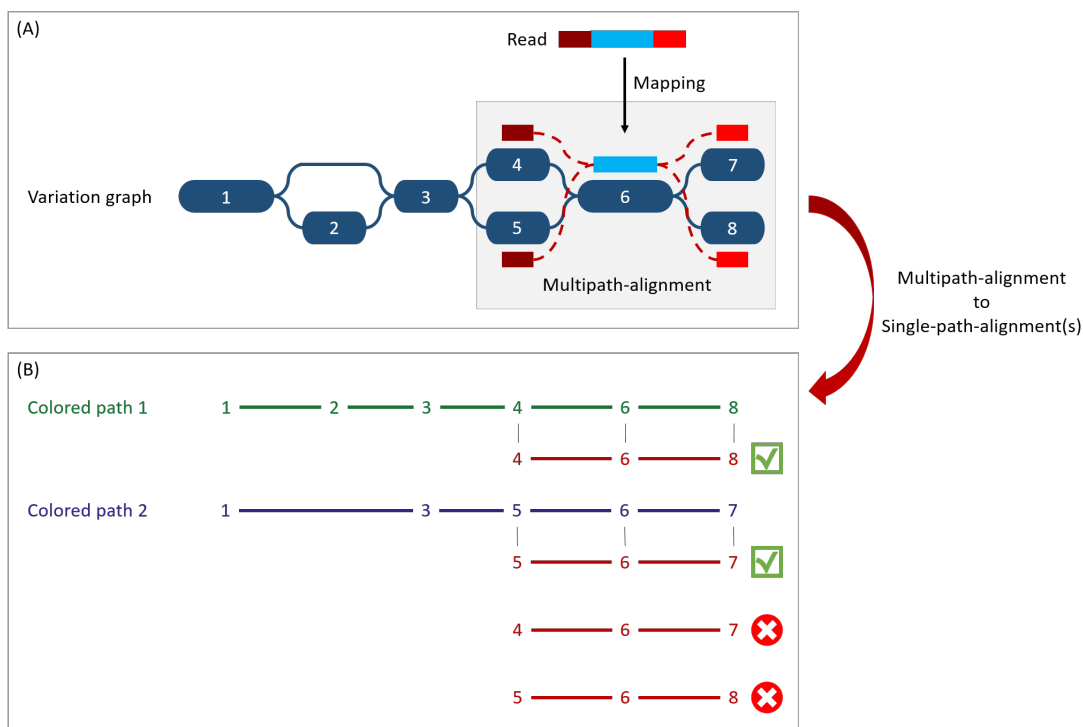 (A)
Read
Mapping
4
7
Variation graph
1
3
6
2
5
8
Multipath-alignment
Multipath-alignment
to
Single-path-alignment(s)
(B)
Colored path 1 1 2 3 4 6 8
4 6 8
Colored path 2 1 3 5 6 7
5 6 7
4 6 7
5 6 8